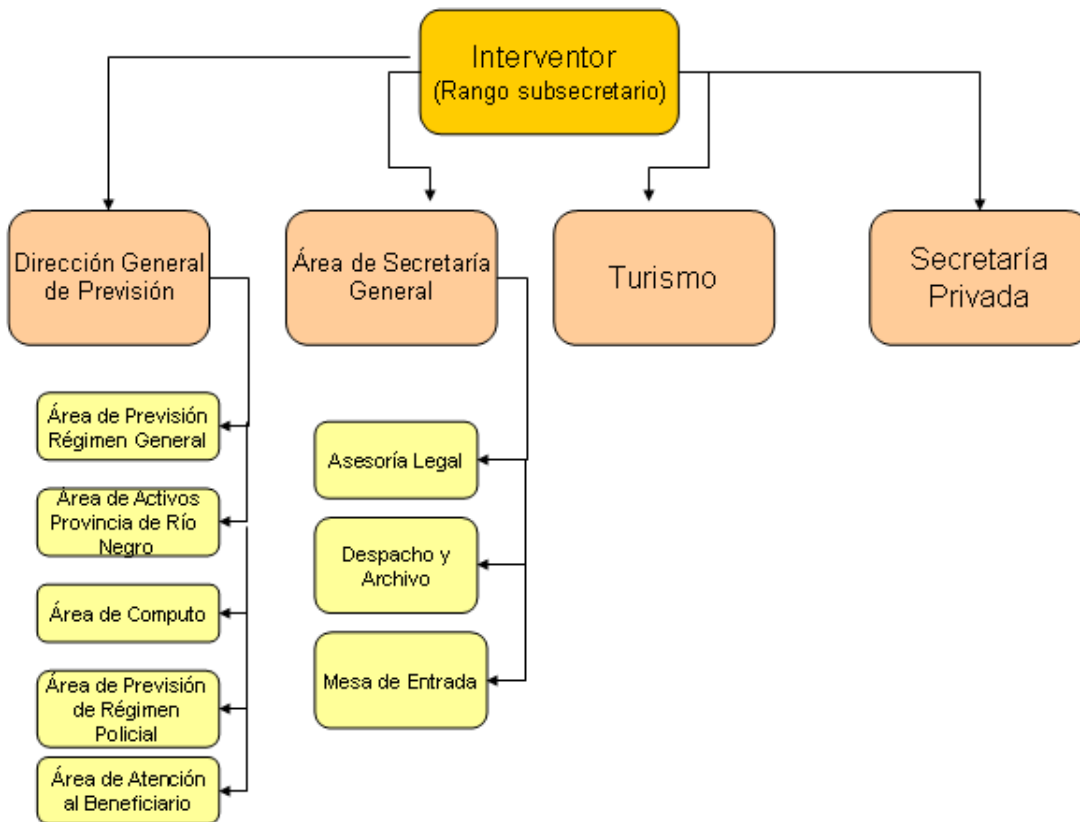 Interventor
(Rango subsecretario)
Dirección General
de Previsión
Área de Secretaría
General
Turismo
Secretaría
Privada
Área de Previsión
Régimen General
Área de Activos
Provincia de Río
Negro
Área de Computo
Área de Previsión
de Régimen
Policial
Área de Atención
al Beneficiario
Asesoría Legal
Despacho y
Archivo
Mesa de Entrada